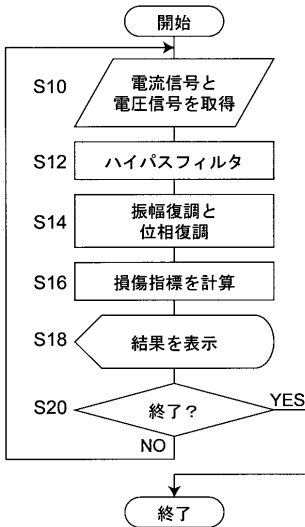 開始
S10
電流信号と
電圧信号を取得
S12
ハイパスフィルタ
S14
振幅復調と
位相復調
S16
損傷指標を計算
S18
結果を表示
S20
終了？
YES
NO
終了